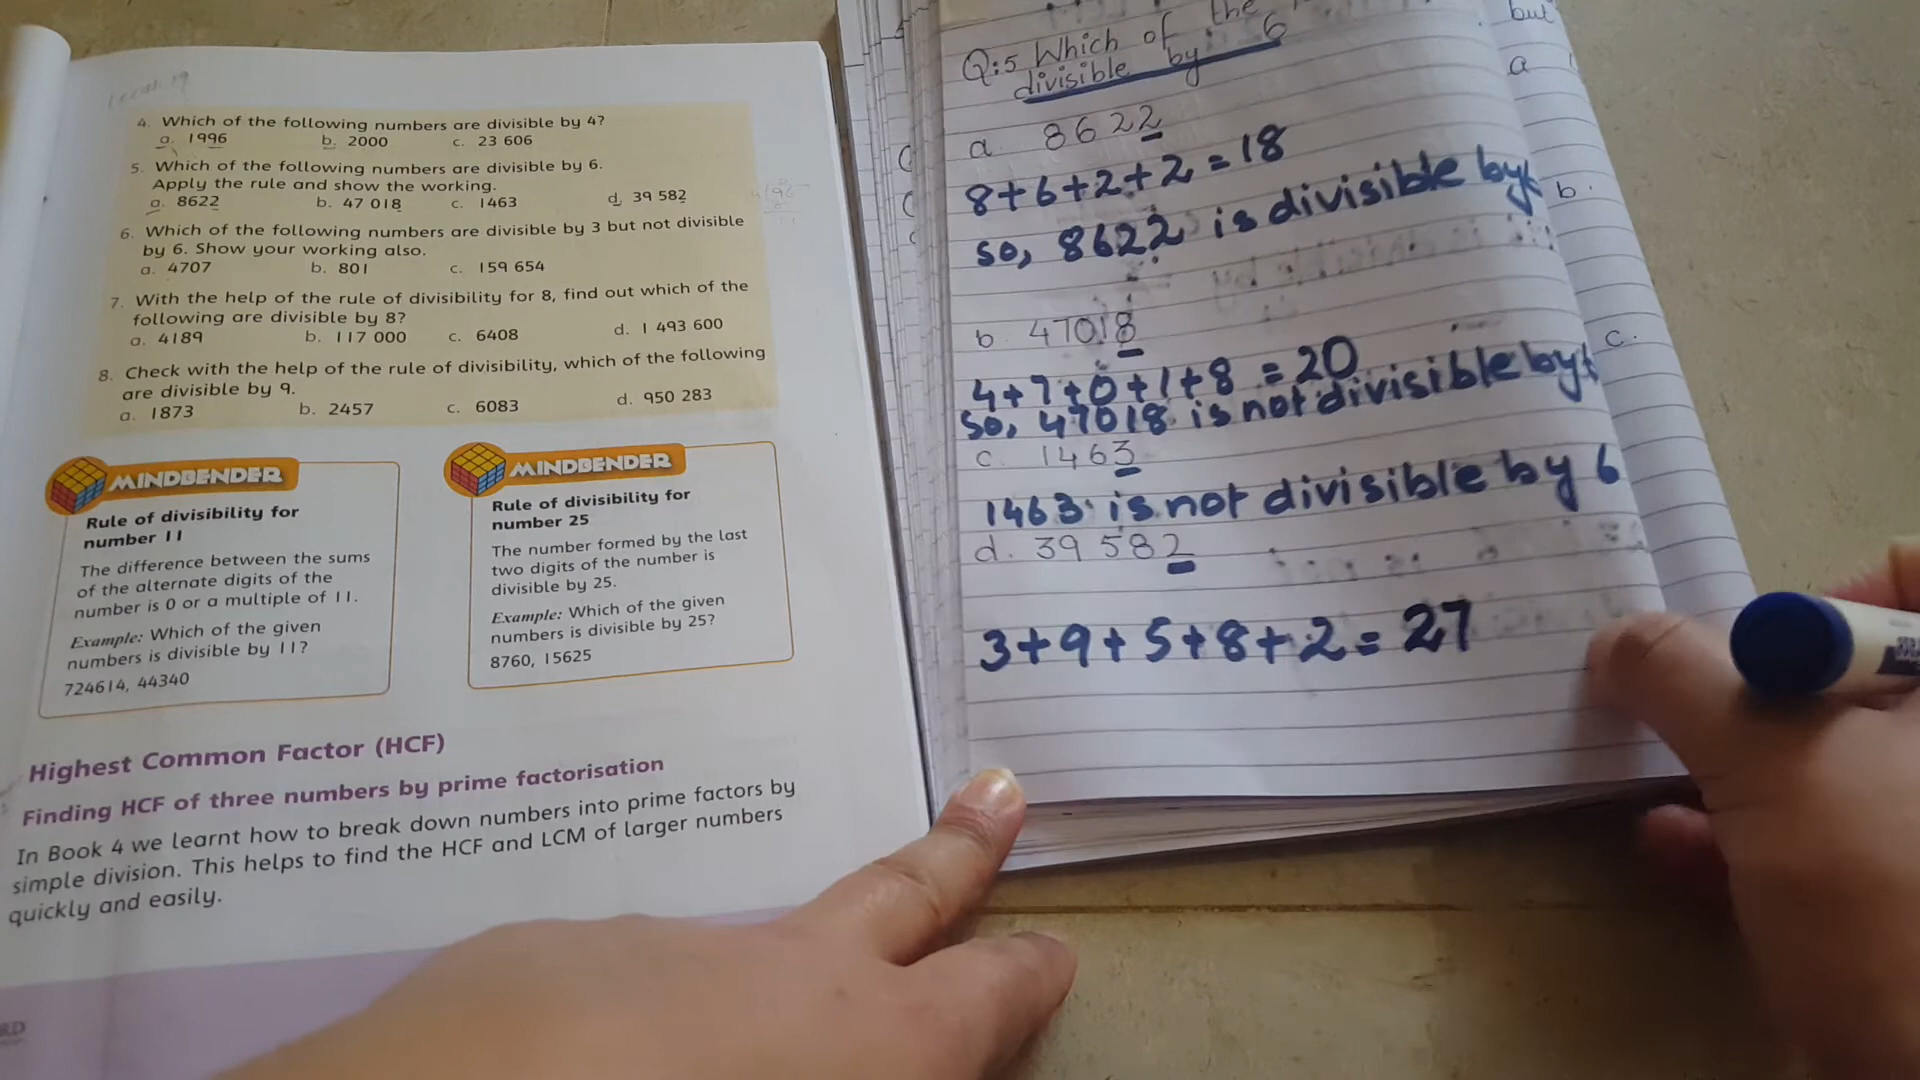 4. Which of the following numbers are divisible by 4?
a. 1996 b. 2000 c. 23 606
5. Which of the following numbers are divisible by 6.
Apply the rule and show the working.
a. 8622 b. 47 018 c. 1463 d. 39 582
6. Which of the following numbers are divisible by 3 but not divisible
by 6. Show your working also.
a. 4707 b. 801 c. 159 654
7. With the help of the rule of divisibility for 8, find out which of the
following are divisible by 8?
a. 4189 b. 117 000 c. 6408 d. 1 493 600
8. Check with the help of the rule of divisibility, which of the following
are divisible by 9.
a. 1873 b. 2457 c. 6083 d. 950 283
MINDBENDER
Rule of divisibility for
number 11
The difference between the sums
of the alternate digits of the
number is 0 or a multiple of 11.
Example: Which of the given
numbers is divisible by 11?
724614, 44340
MINDBENDER
Rule of divisibility for
number 25
The number formed by the last
two digits of the number is
divisible by 25.
Example: Which of the given
numbers is divisible by 25?
8760, 15625
Highest Common Factor (HCF)
Finding HCF of three numbers by prime factorisation
In Book 4 we learnt how to break down numbers into prime factors by
simple division. This helps to find the HCF and LCM of larger numbers
quickly and easily.
RD
Q:5 Which of the
divisible by 6
a. 8622
8+6+2+2=18
so, 8622 is divisible by
b 47018
4+7+0+1+8 = 20
so, 47018 is not divisible by
c. 1463
1463 is not divisible by 6
d. 39 582
3+9+5+8+2= 27
but
a
b.
c.